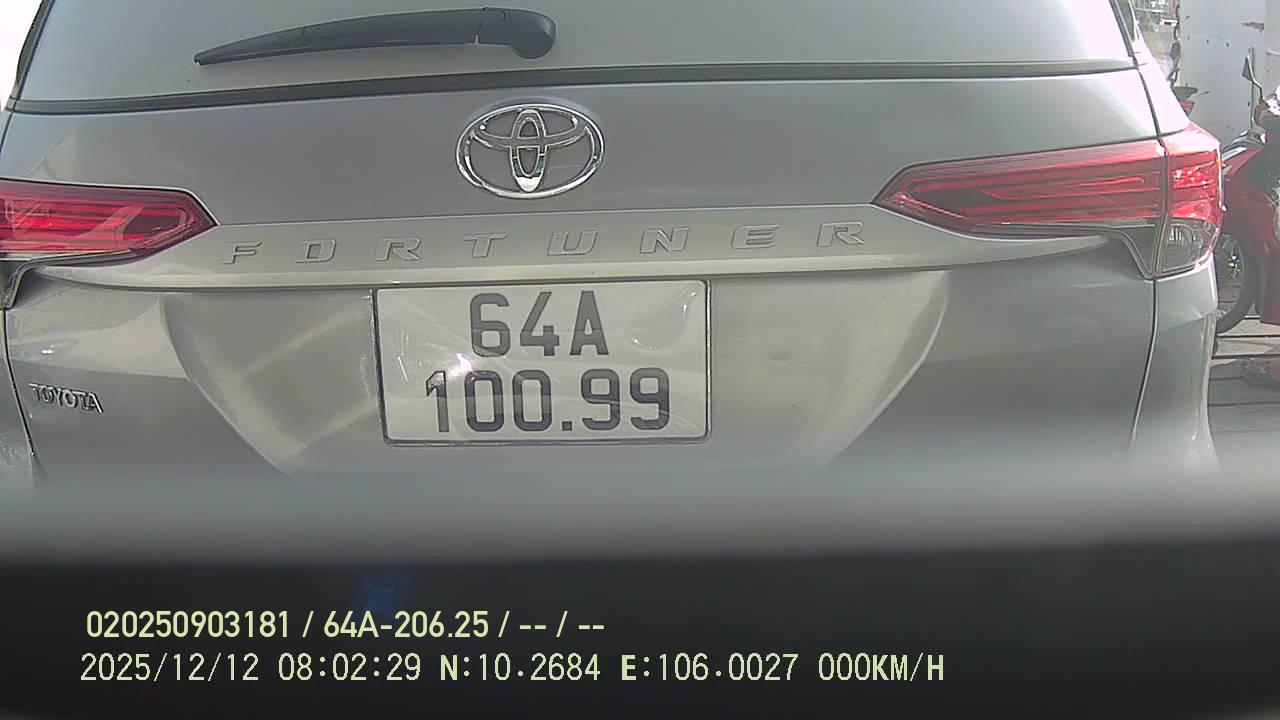 FORTUNER
64A
100.99
TOYOTA
020250903181 / 64A-206.25 / -- / --
2025/12/12 08:02:29 N:10.2684 E:106.0027 000KM/H